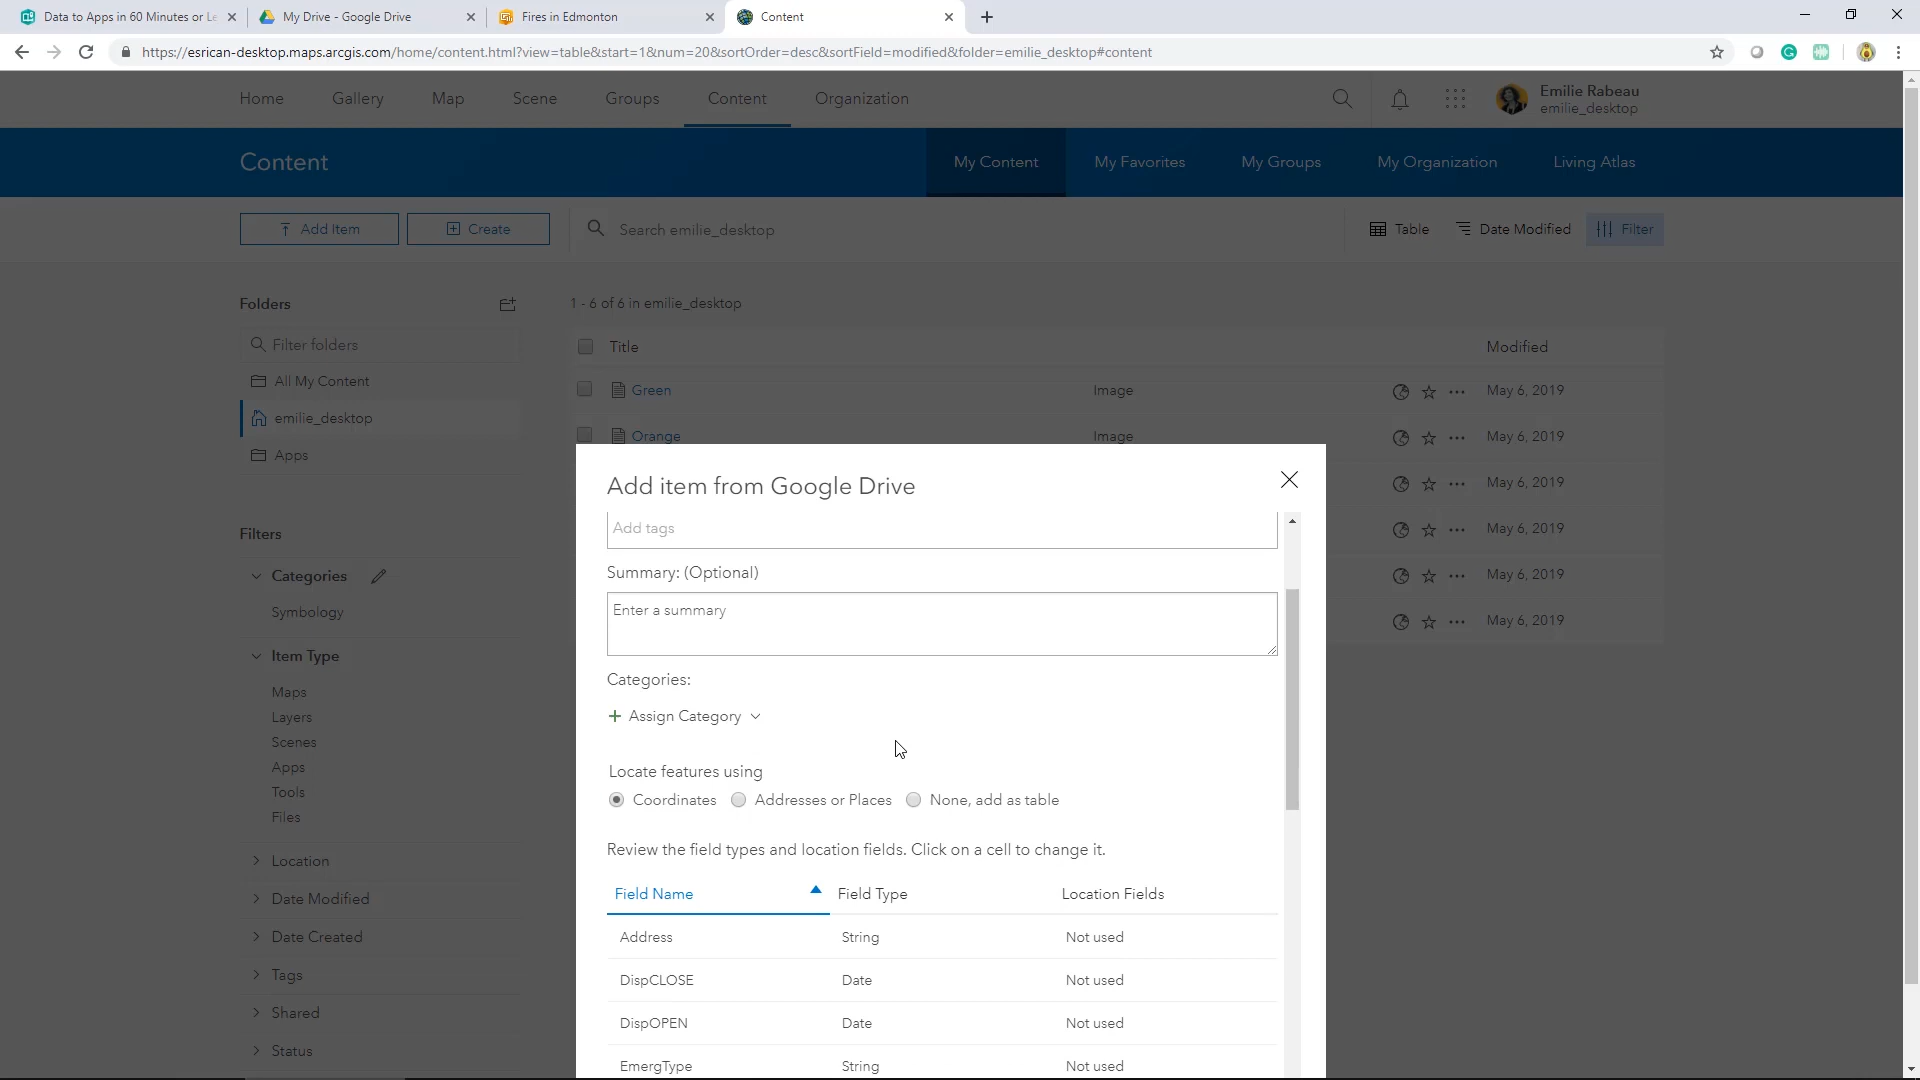 Data to Apps in 60 Minutes or Le
My Drive - Google Drive
Fires in Edmonton
Content
https://esrican-desktop.maps.arcgis.com/home/content.html?view=table&start=1&num=20&sortOrder=desc&sortField=modified&folder=emilie_desktop#content
Home Gallery Map Scene Groups Content Organization
Emilie Rabeau
emilie_desktop
Content
My Content My Favorites My Groups My Organization Living Atlas
Add Item Create Search emilie_desktop Table Date Modified Filter
Folders
Filter folders
All My Content
emilie_desktop
Apps
Filters
Categories
Symbology
Item Type
Maps
Layers
Scenes
Apps
Tools
Files
Location
Date Modified
Date Created
Tags
Shared
Status
1 - 6 of 6 in emilie_desktop
Title Modified
Green Image May 6, 2019
Orange Image May 6, 2019
May 6, 2019
May 6, 2019
May 6, 2019
May 6, 2019
Add item from Google Drive
Add tags
Summary: (Optional)
Enter a summary
Categories:
+ Assign Category
Locate features using
Coordinates Addresses or Places None, add as table
Review the field types and location fields. Click on a cell to change it.
Field Name Field Type Location Fields
Address String Not used
DispCLOSE Date Not used
DispOPEN Date Not used
EmergType String Not used